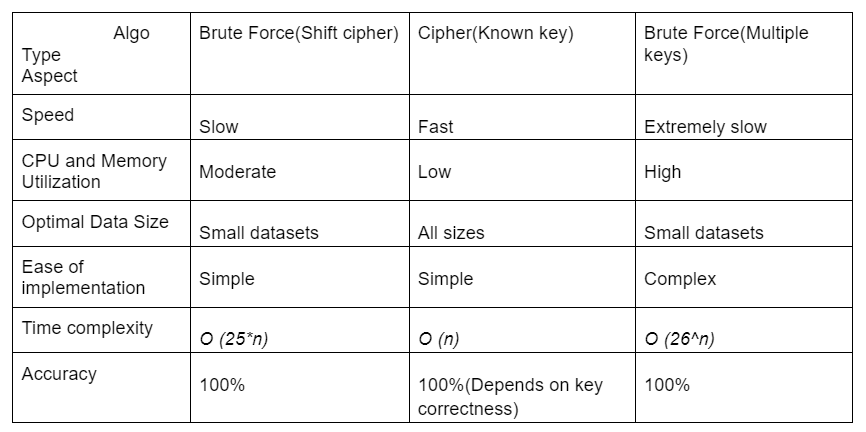 Algo
Type
Aspect
Brute Force(Shift cipher)
Cipher(Known key)
Brute Force(Multiple
keys)
Speed
Slow
Fast
Extremely slow
CPU and Memory
Utilization
Moderate
Low
High
Optimal Data Size
Small datasets
All sizes
Small datasets
Ease of
implementation
Simple
Simple
Complex
Time complexity
O (25*n)
O (n)
O (26^n)
Accuracy
100%
100%(Depends on key
correctness)
100%